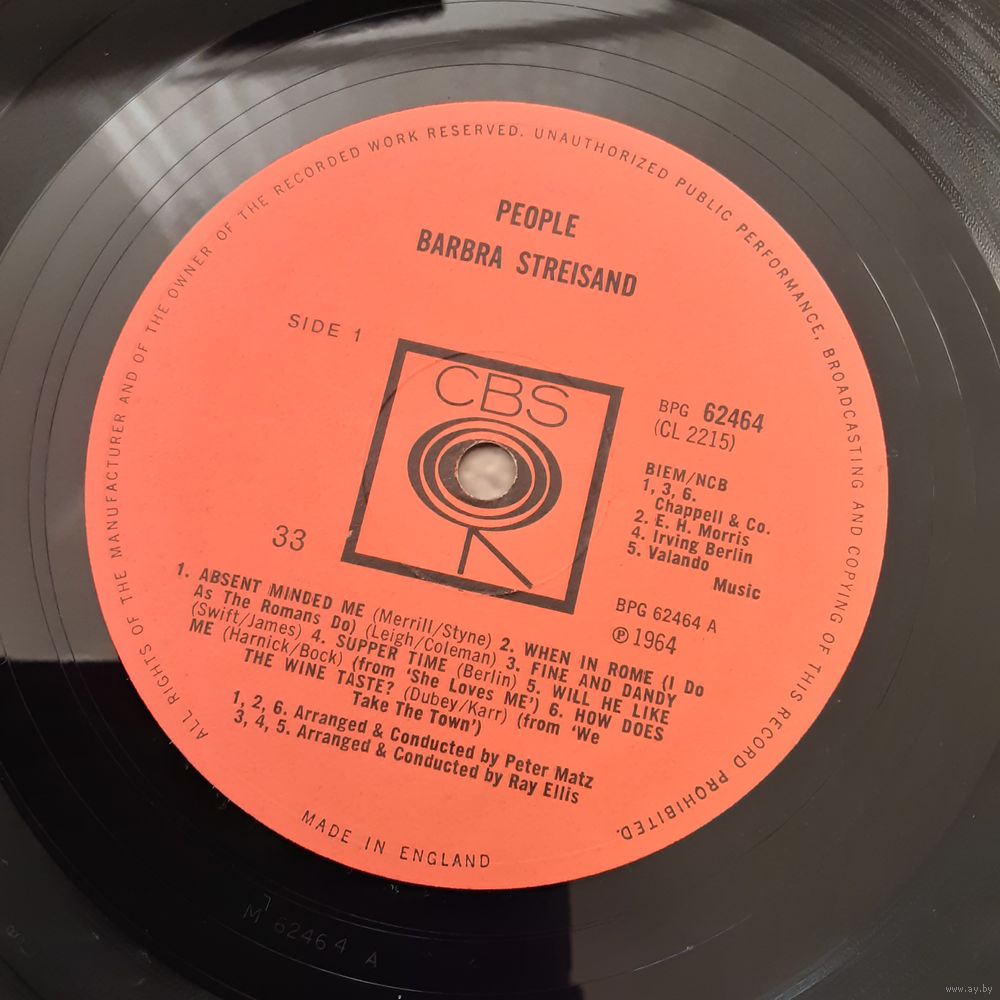 ALL RIGHTS OF THE MANUFACTURER AND OF THE OWNER OF THE RECORDED WORK RESERVED. UNAUTHORIZED PUBLIC PERFORMANCE, BROADCASTING AND COPYING OF THIS RECORD PROHIBITED.
PEOPLE
BARBRA STREISAND
SIDE 1
CBS
BPG 62464
(CL 2215)
BIEM/NCB
1, 3, 6.
Chappell & Co.
2. E. H. Morris
4. Irving Berlin
5. Valando
Music
33
BPG 62464 A
℗ 1964
1. ABSENT MINDED ME (Merrill/Styne) 2. WHEN IN ROME (I Do
As The Romans Do) (Leigh/Coleman) 3. FINE AND DANDY
(Swift/James) 4. SUPPER TIME (Berlin) 5. WILL HE LIKE
ME (Harnick/Bock) (from 'She Loves Me') 6. HOW DOES
THE WINE TASTE? (Dubey/Karr) (from 'We
Take The Town')
1, 2, 6. Arranged & Conducted by Peter Matz
3, 4, 5. Arranged & Conducted by Ray Ellis
MADE IN ENGLAND
M 62464 A
www.ay.by